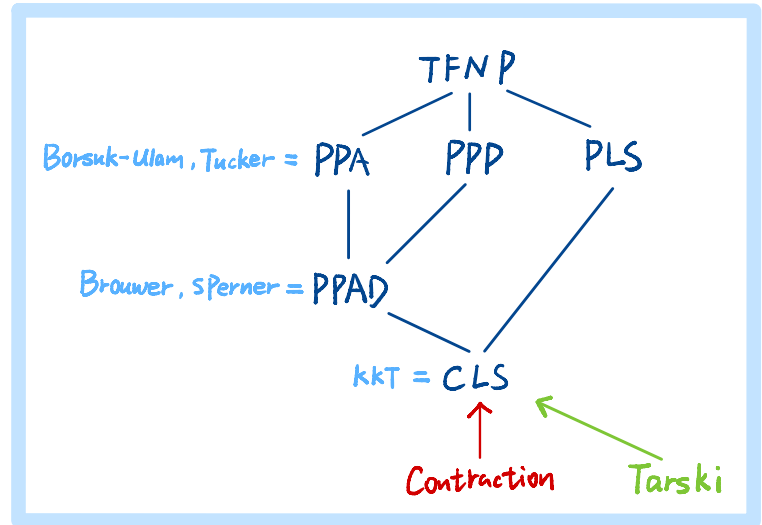 TFNP
Borsuk-Ulam, Tucker = PPA PPP PLS
Brouwer, SPerner = PPAD
KKT = CLS
Contraction Tarski